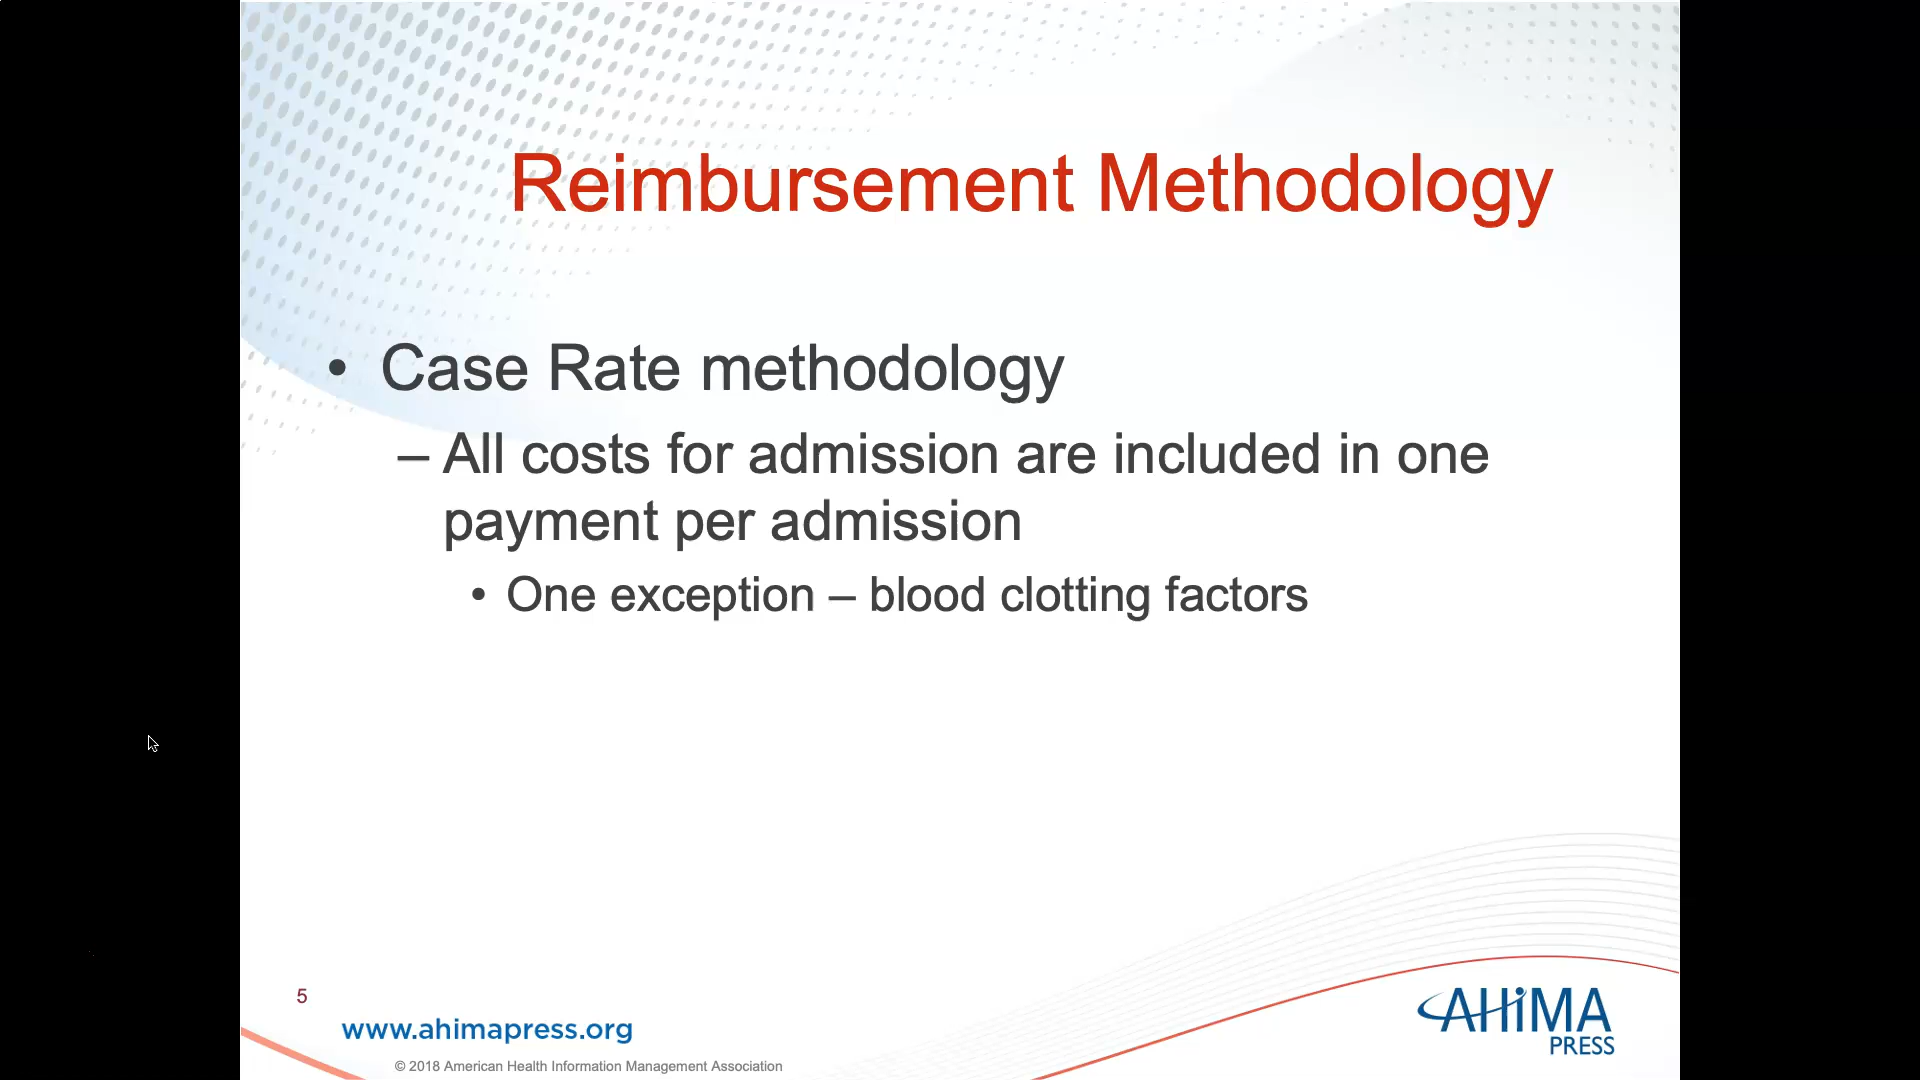 Reimbursement Methodology
• Case Rate methodology
– All costs for admission are included in one
payment per admission
• One exception – blood clotting factors
5
www.ahimapress.org
© 2018 American Health Information Management Association
AHiMA
PRESS